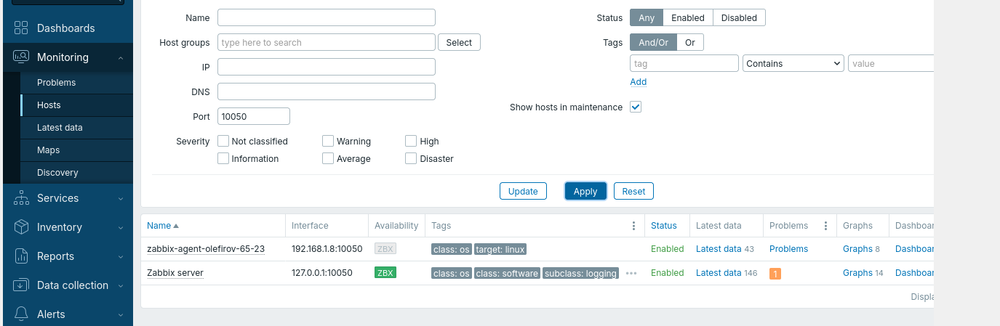 Dashboards
Monitoring
Problems
Hosts
Latest data
Maps
Discovery
Services
Inventory
Reports
Data collection
Alerts
Name
Status Any Enabled Disabled
Host groups type here to search Select
Tags And/Or Or
IP
tag Contains value
DNS
Add
Port 10050
Show hosts in maintenance
Severity Not classified Warning High
Information Average Disaster
Update Apply Reset
Name Interface Availability Tags Status Latest data Problems Graphs Dashboar
zabbix-agent-olefirov-65-23 192.168.1.8:10050 ZBX class: os target: linux Enabled Latest data 43 Problems Graphs 8 Dashboar
Zabbix server 127.0.0.1:10050 ZBX class: os class: software subclass: logging ••• Enabled Latest data 146 1 Graphs 14 Dashboar
Displa